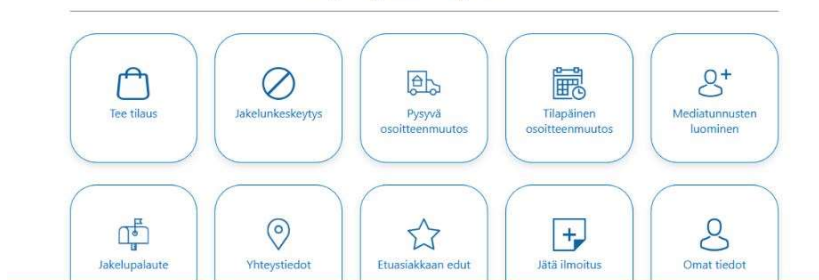 Tee tilaus
Jakelunkeskeytys
Pysyvä
osoitteenmuutos
Tilapäinen
osoitteenmuutos
Mediatunnusten
luominen
Jakelupalaute
Yhteystiedot
Etuasiakkaan edut
Jätä ilmoitus
Omat tiedot